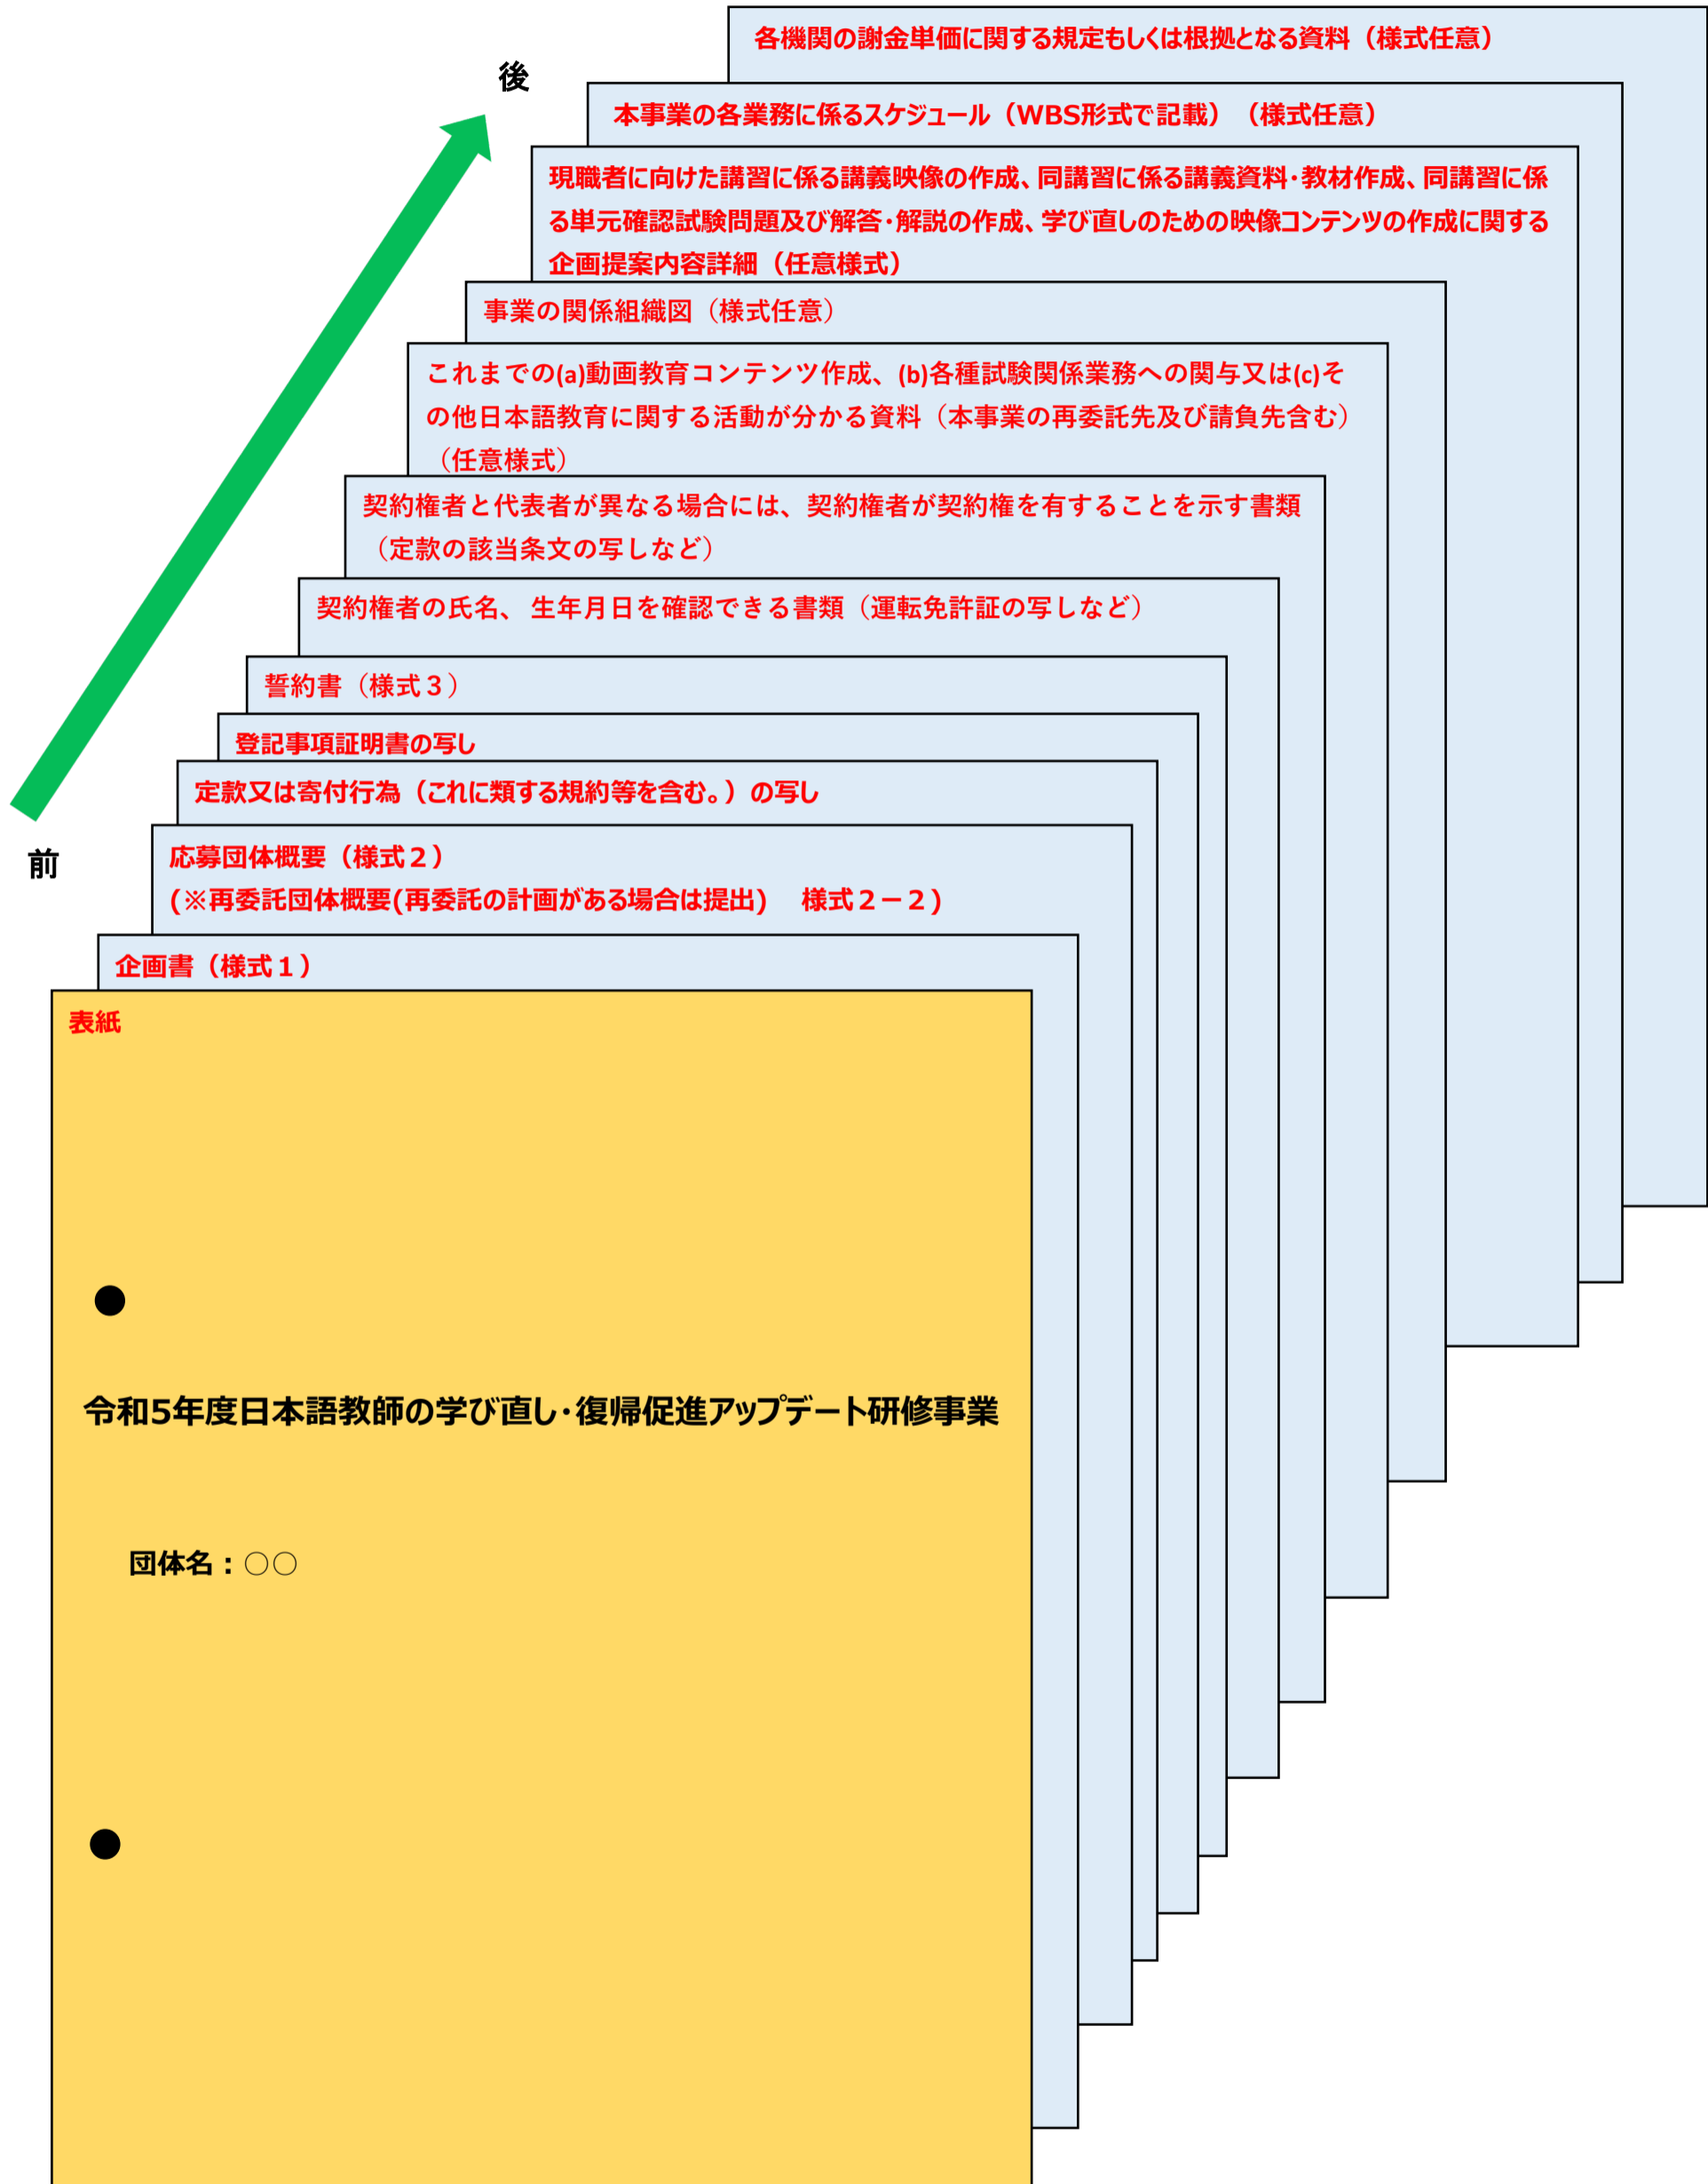 各機関の謝金単価に関する規定もしくは根拠となる資料（様式任意）
後
本事業の各業務に係るスケジュール（WBS形式で記載）（様式任意）
現職者に向けた講習に係る講義映像の作成、同講習に係る講義資料・教材作成、同講習に係
る単元確認試験問題及び解答・解説の作成、学び直しのための映像コンテンツの作成に関する
企画提案内容詳細（任意様式）
事業の関係組織図（様式任意）
これまでの(a)動画教育コンテンツ作成、(b)各種試験関係業務への関与又は(c)そ
の他日本語教育に関する活動が分かる資料（本事業の再委託先及び請負先含む）
（任意様式）
契約権者と代表者が異なる場合には、契約権者が契約権を有することを示す書類
（定款の該当条文の写しなど）
契約権者の氏名、 生年月日を確認できる書類（運転免許証の写しなど）
誓約書（様式３）
登記事項証明書の写し
定款又は寄付行為（これに類する規約等を含む。）の写し
前
応募団体概要（様式２）
(※再委託団体概要(再委託の計画がある場合は提出)　様式２－２)
企画書（様式１）
表紙
令和5年度日本語教師の学び直し・復帰促進アップデート研修事業
団体名：○○